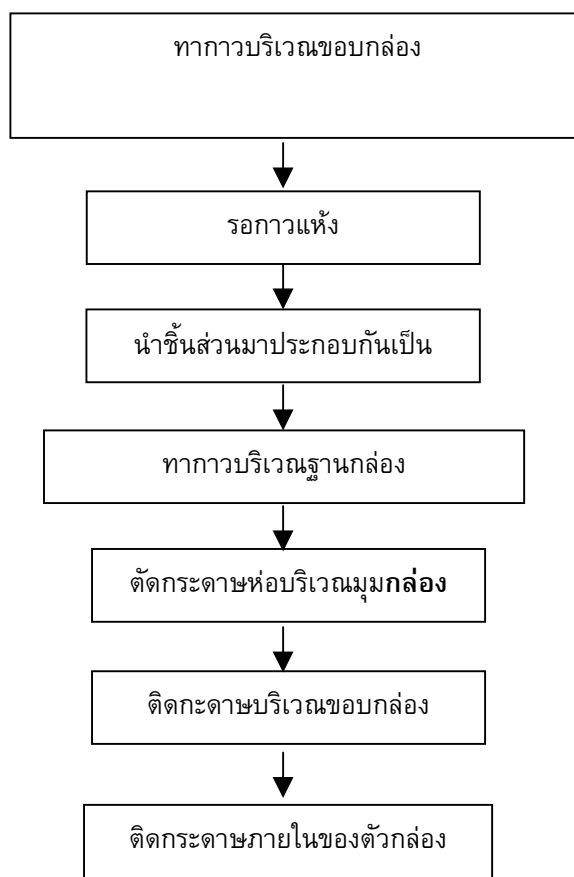 ทากาวบริเวณขอบกล่อง
รอกาวแห้ง
นำชิ้นส่วนมาประกอบกันเป็น
ทากาวบริเวณฐานกล่อง
ตัดกระดาษห่อบริเวณมุมกล่อง
ติดกะดาษบริเวณขอบกล่อง
ติดกระดาษภายในของตัวกล่อง